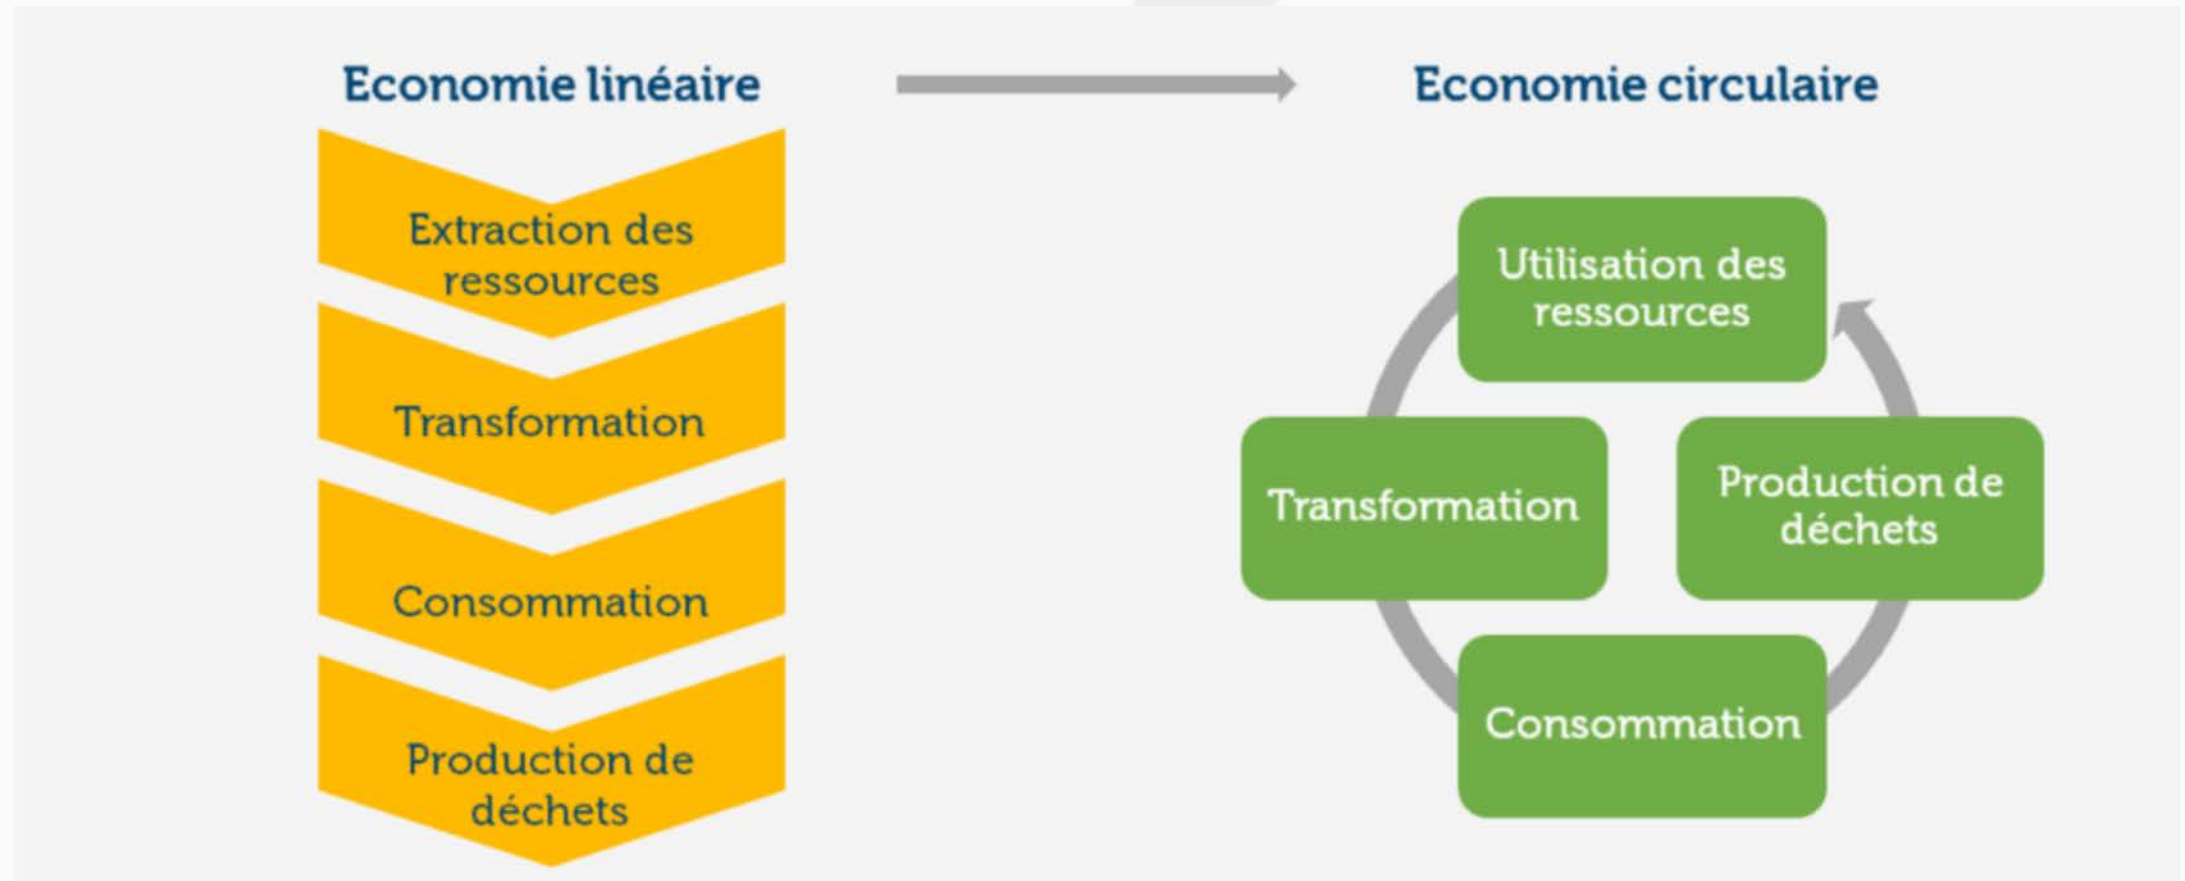 Economie linéaire
Extraction des
ressources
Transformation
Consommation
Production de
déchets
Economie circulaire
Utilisation des
ressources
Transformation
Production de
déchets
Consommation